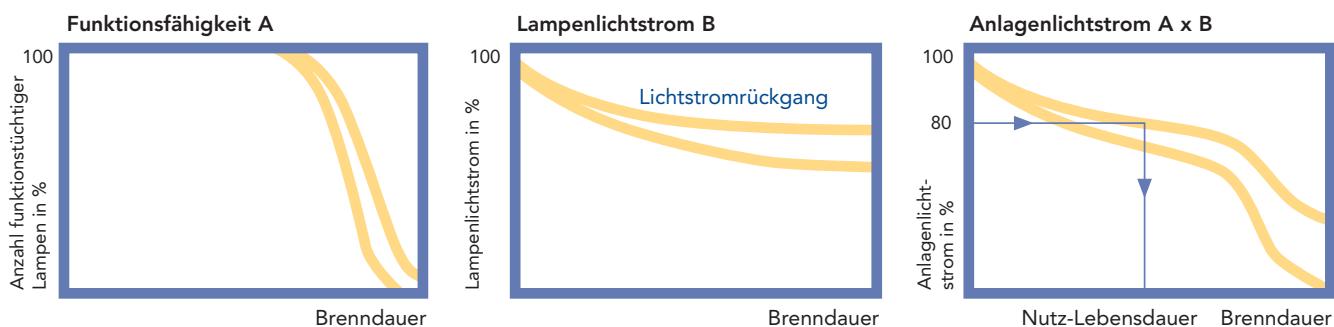 Funktionsfähigkeit A
100
Anzahl funktionstüchtiger
Lampen in %
Brenndauer
Lampenlichtstrom B
100
Lampenlichtstrom in %
Lichtstromrückgang
Brenndauer
Anlagenlichtstrom A x B
100
80
Anlagenlicht-
strom in %
Nutz-Lebensdauer
Brenndauer